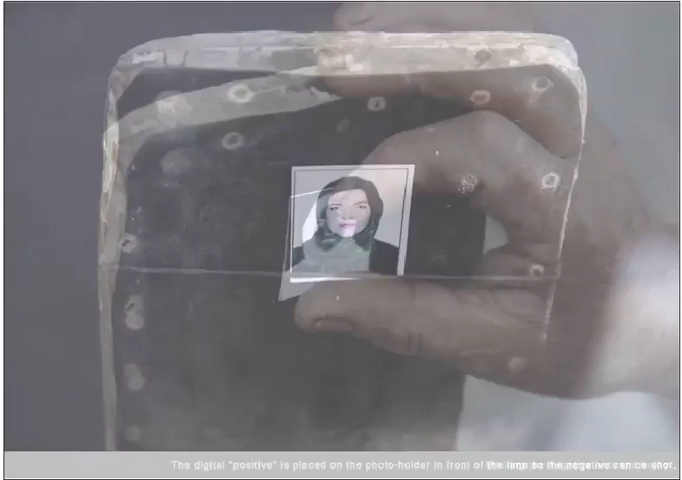 The digital "positive" is placed on the photo-holder in front of the lens so the negatives can be shot.